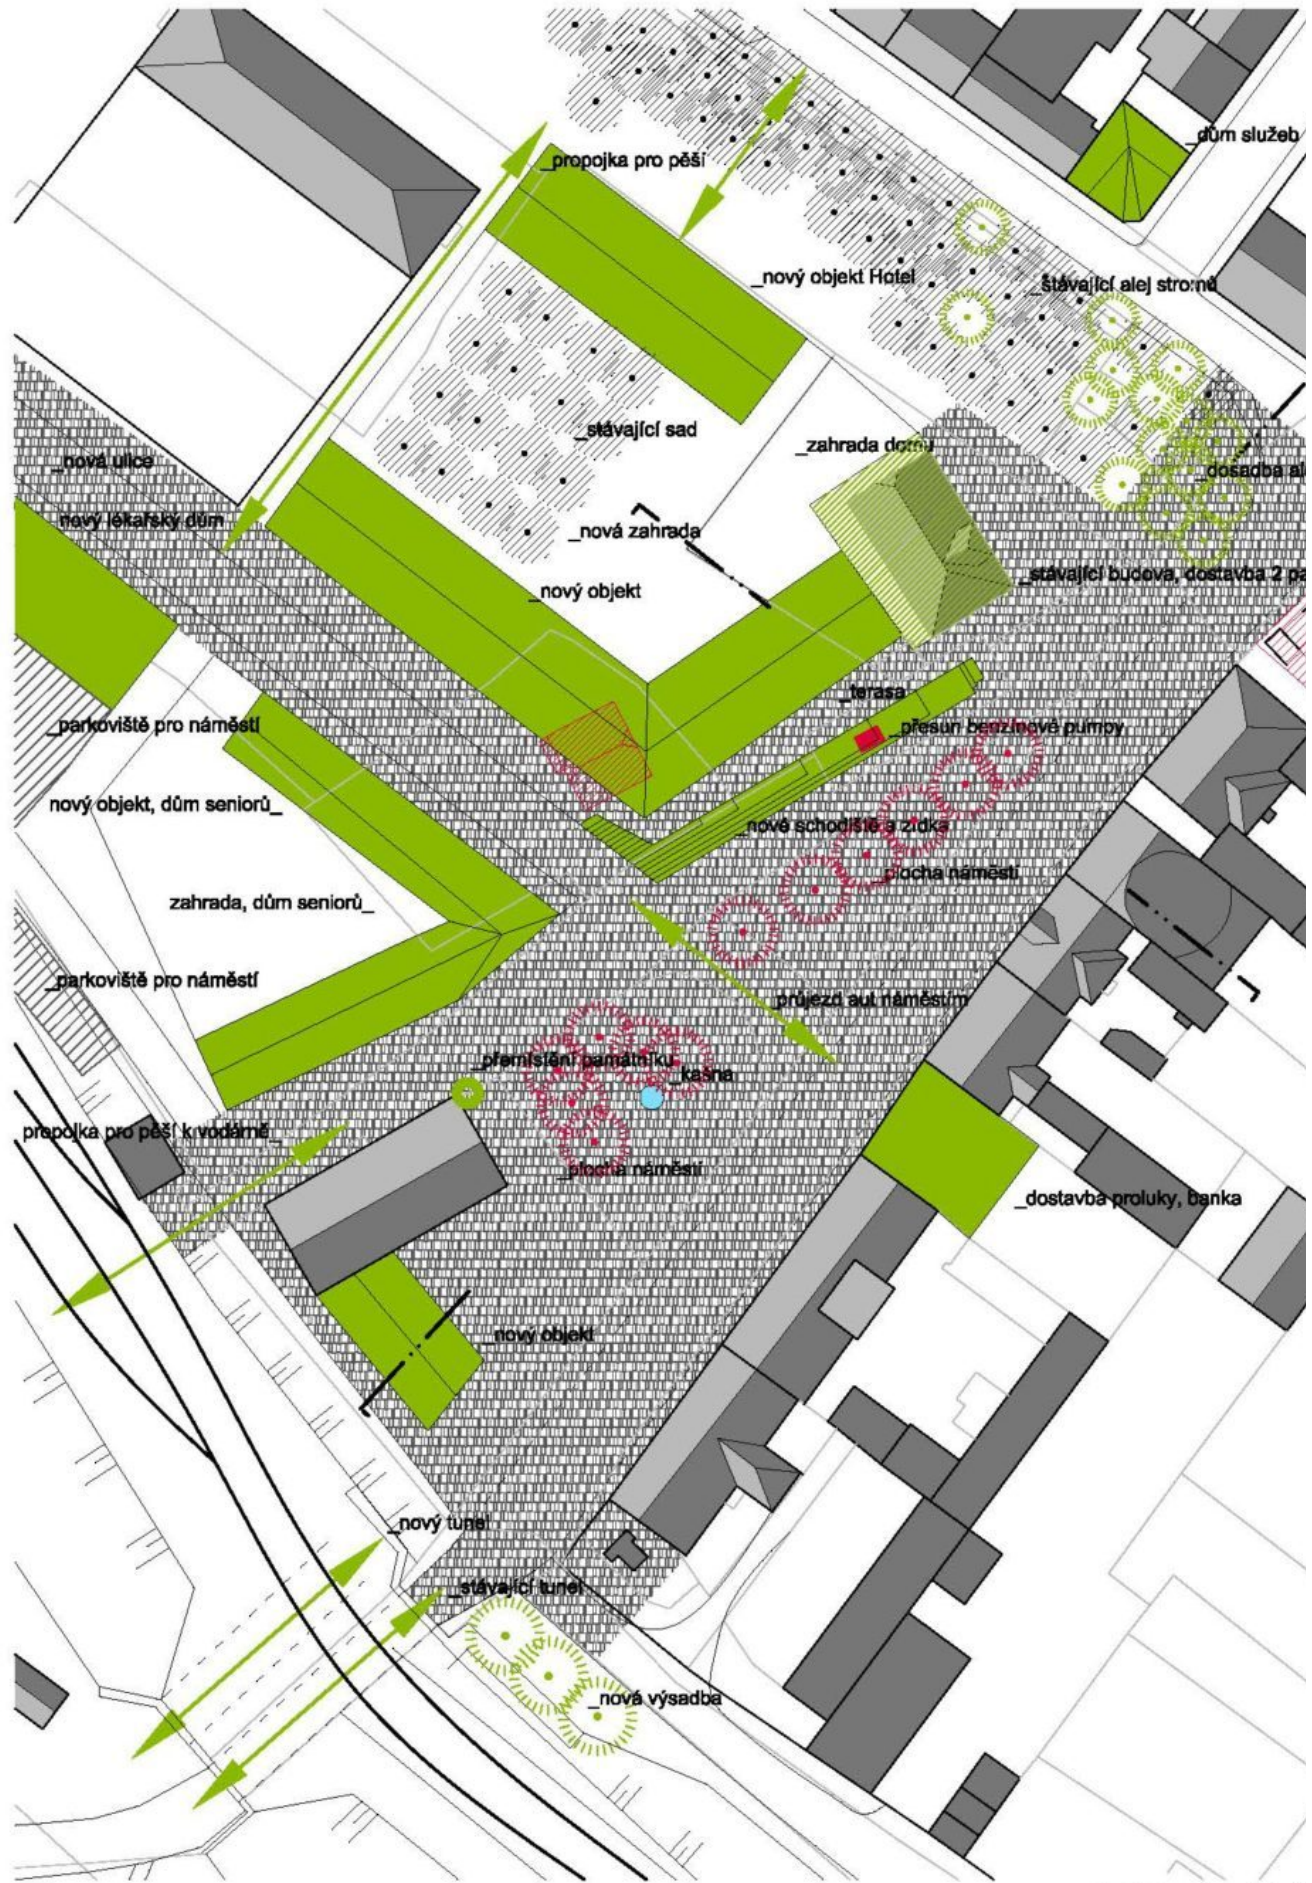 _dům služeb
_propojka pro pěší
_nový objekt Hotel
_stávající alej stromů
_stávající sad
_zahrada domu
_nová ulice
_dosadba al
nový lékařský dům
_nová zahrada
_stávající budova, dostavba 2 pa
_nový objekt
_terasa
_parkoviště pro náměstí
_přesun benzínové pumpy
nový objekt, dům seniorů_
_nové schodiště a zídka
_plocha náměstí
zahrada, dům seniorů_
_parkoviště pro náměstí
průjezd aut náměstím
_přemístění památníku
_kašna
propojka pro pěší k vodárně_
_plocha náměstí
_dostavba proluky, banka
_nový objekt
_nový tunel
_stávající tunel
_nová výsadba